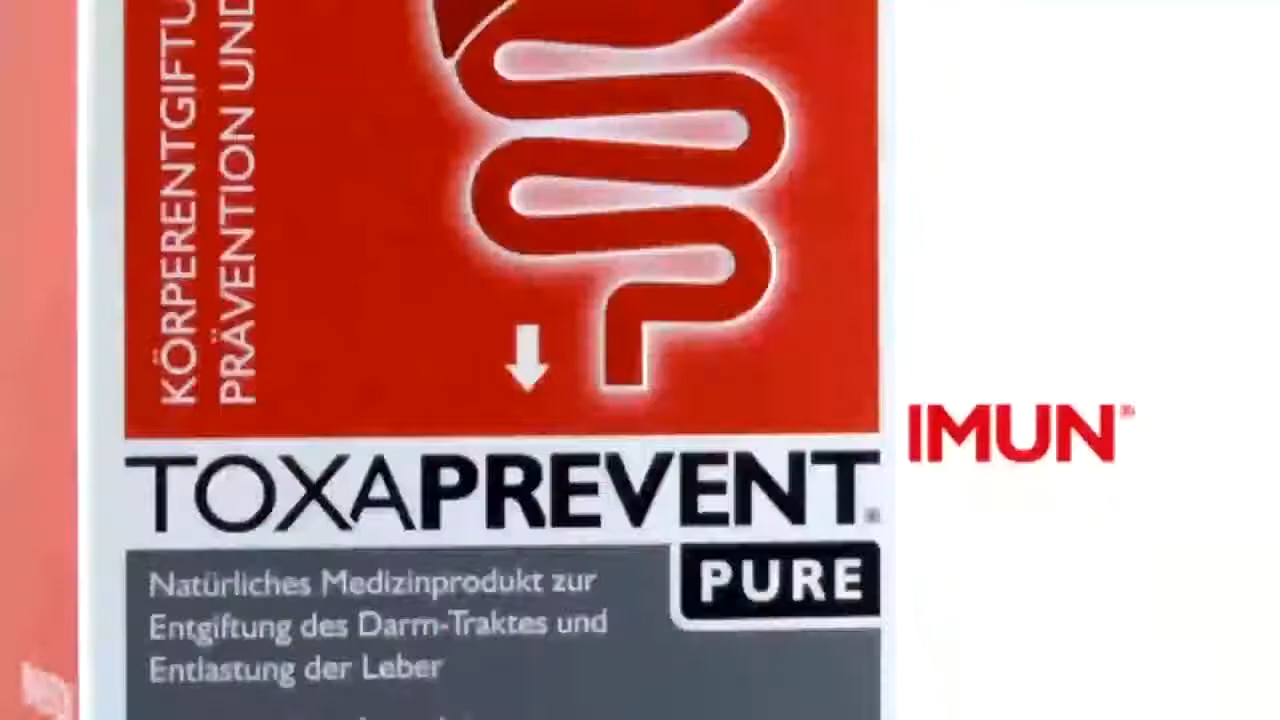 KÖRPERENTGIFTU
PRÄVENTION UND
IMUN®
TOXAPREVENT®
PURE
Natürliches Medizinprodukt zur
Entgiftung des Darm-Traktes und
Entlastung der Leber